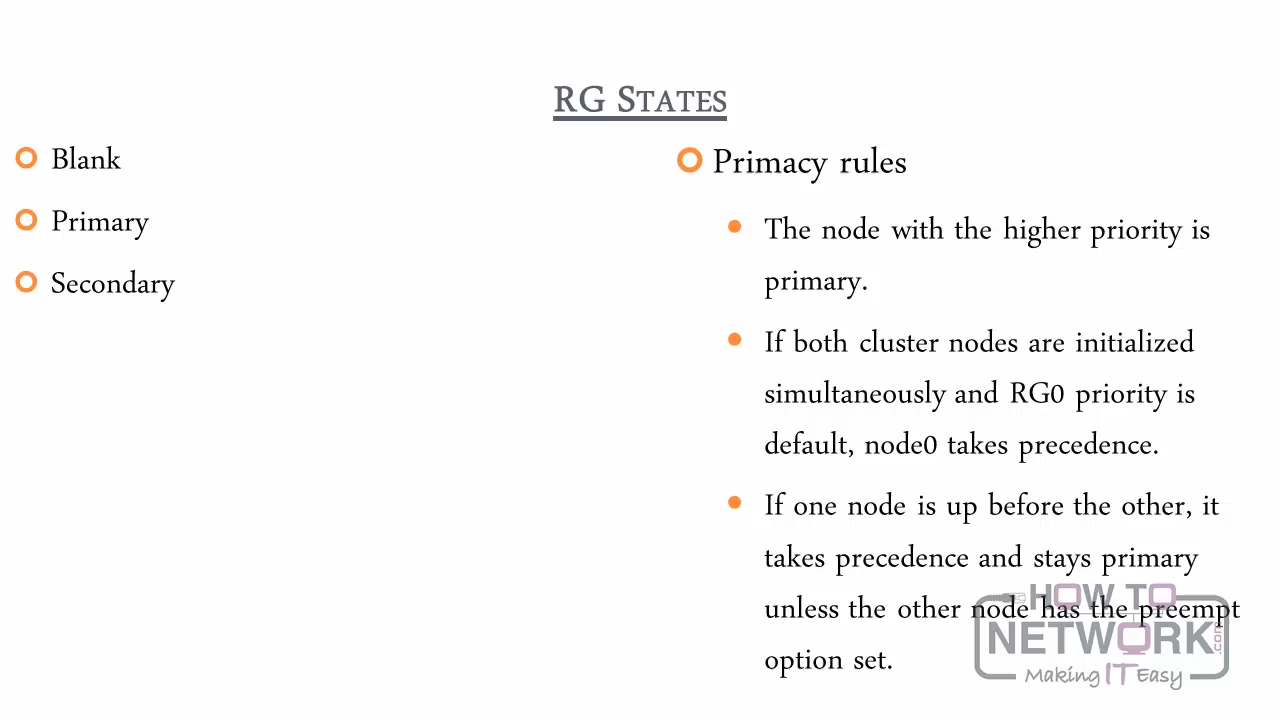 RG STATES
Blank
Primary
Secondary
Primacy rules
The node with the higher priority is
primary.
If both cluster nodes are initialized
simultaneously and RG0 priority is
default, node0 takes precedence.
If one node is up before the other, it
takes precedence and stays primary
unless the other node has the preempt
option set.
HOW TO
NETWORK.com
Making IT Easy